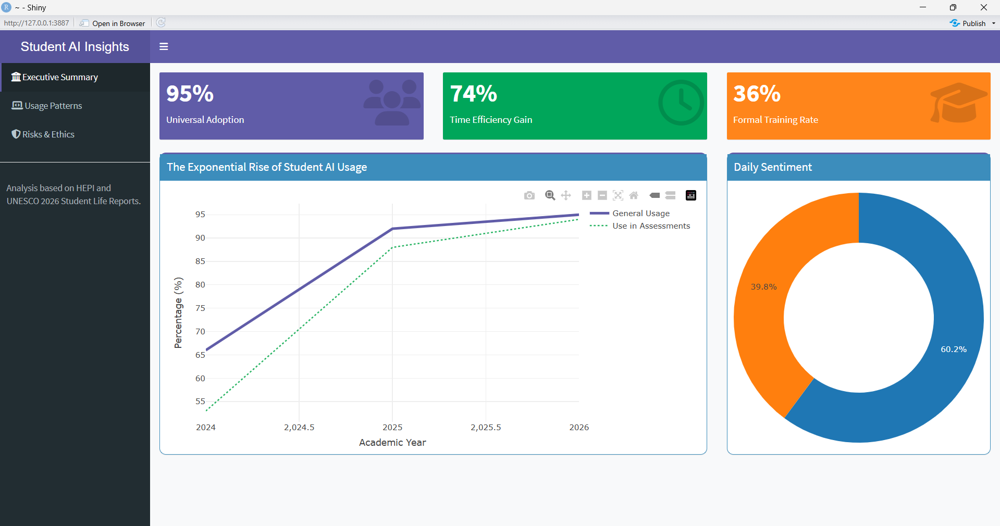 R ~ - Shiny
http://127.0.0.1:3887 Open in Browser Publish
Student AI Insights
Executive Summary
Usage Patterns
Risks & Ethics
Analysis based on HEPI and
UNESCO 2026 Student Life Reports.
95%
Universal Adoption
74%
Time Efficiency Gain
36%
Formal Training Rate
The Exponential Rise of Student AI Usage
General Usage
Use in Assessments
Percentage (%)
95
90
85
80
75
70
65
60
55
2024 2,024.5 2025 2,025.5 2026
Academic Year
Daily Sentiment
39.8%
60.2%